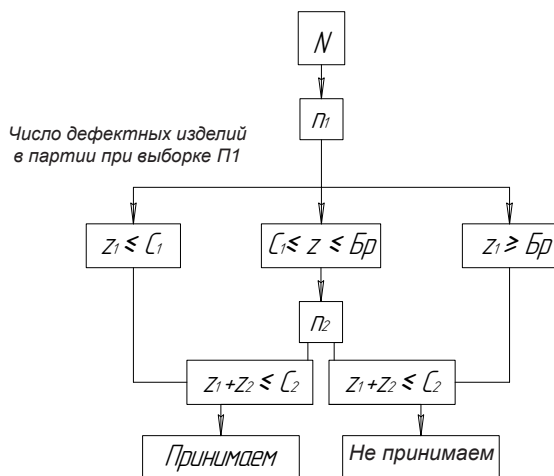 N
n₁
Число дефектных изделий
в партии при выборке П1
z₁ ≤ C₁
C₁ ≤ z ≤ Бр
z₁ ≥ Бр
n₂
z₁+z₂ ≤ C₂
z₁+z₂ ≤ C₂
Принимаем
Не принимаем